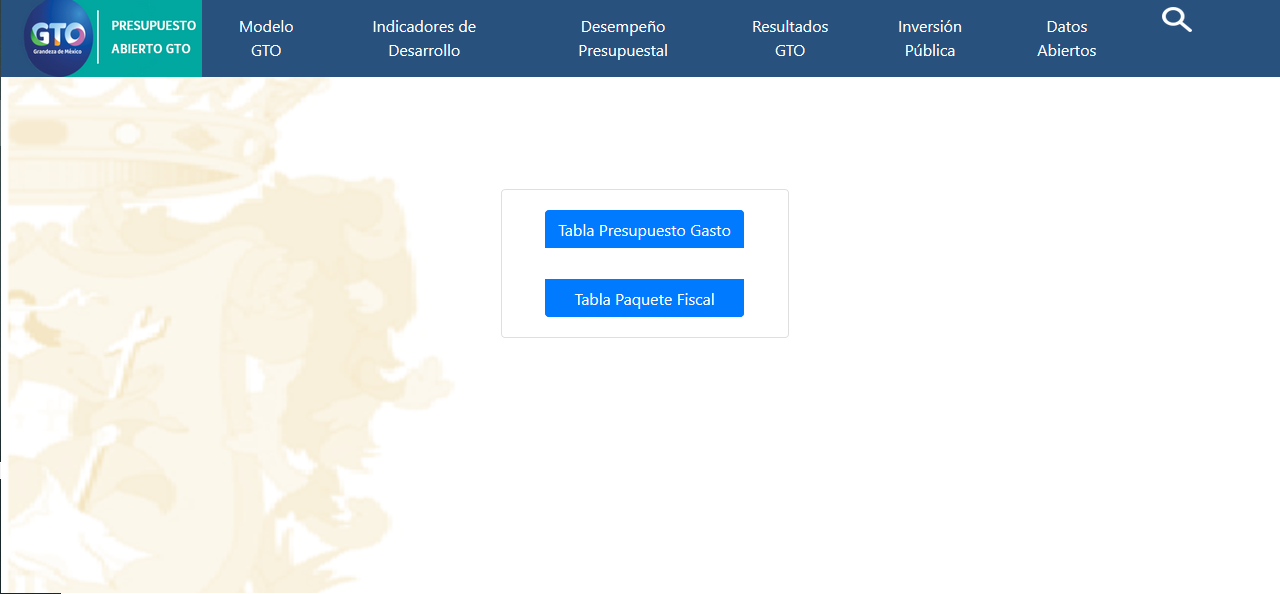 GTO
Grandeza de México
PRESUPUESTO
ABIERTO GTO
Modelo
GTO
Indicadores de
Desarrollo
Desempeño
Presupuestal
Resultados
GTO
Inversión
Pública
Datos
Abiertos
Tabla Presupuesto Gasto
Tabla Paquete Fiscal